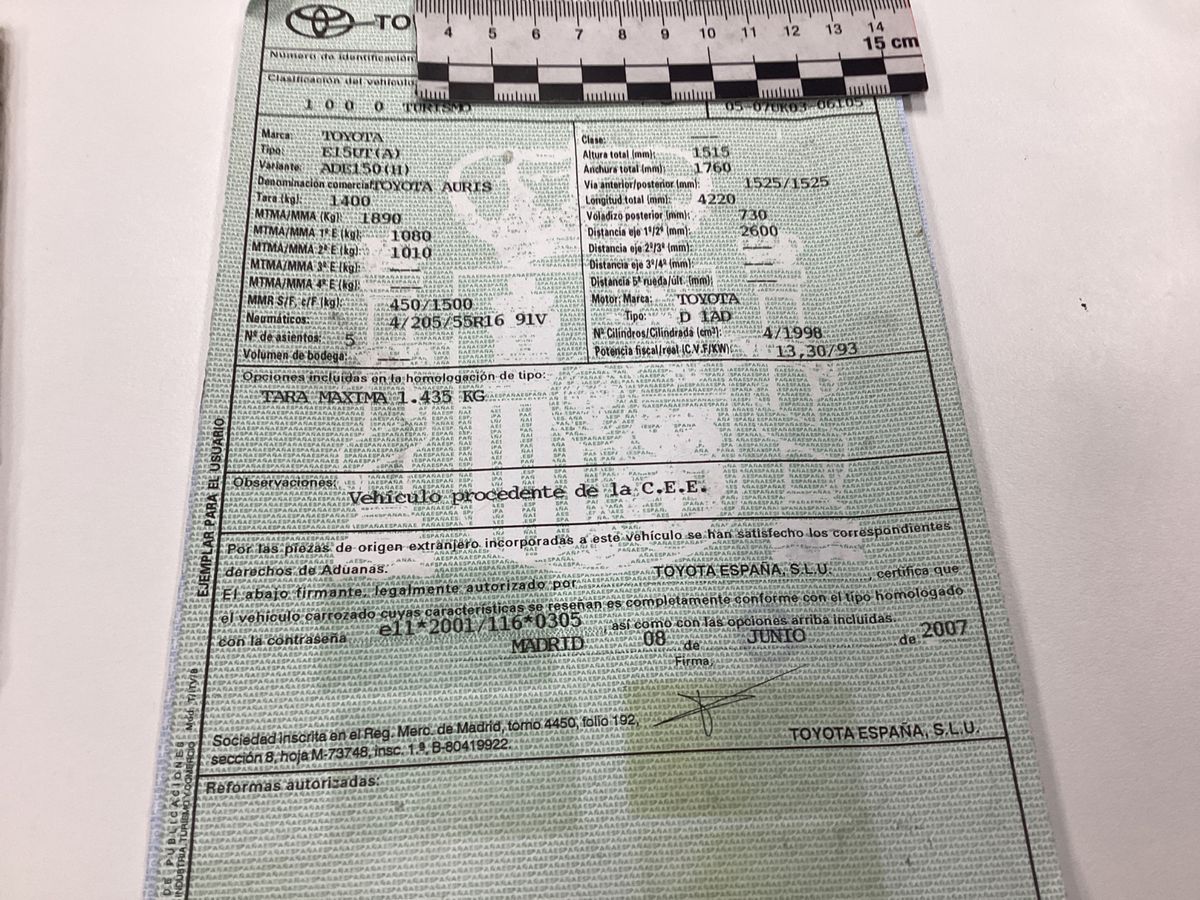 TO
4 5 6 7 8 9 10 11 12 13 14
15 cm
Número de identificación
Clasificación del vehículo
1 0 0 0 TURISMO
05-07UK03-06105
Marca: TOYOTA
Tipo: E15UT(A)
Variante: ADE150(H)
Denominación comercial: TOYOTA AURIS
Tara (kg): 1400
MTMA/MMA (Kg): 1890
MTMA/MMA 1º E (kg): 1080
MTMA/MMA 2º E (kg): 1010
MTMA/MMA 3º E (kg): ---
MTMA/MMA 4º E (kg): ---
MMR S/F, c/F (kg): 450/1500
Neumáticos: 4/205/55R16 91V
Nº de asientos: 5
Volumen de bodega: ---
Clase: ---
Altura total (mm): 1515
Anchura total (mm): 1760
Via anterior/posterior (mm): 1525/1525
Longitud total (mm): 4220
Voladizo posterior (mm): 730
Distancia eje 1º/2º (mm): 2600
Distancia eje 2º/3º (mm): ---
Distancia eje 3º/4º (mm): ---
Distancia 5ª rueda/últ. (mm): ---
Motor: Marca: TOYOTA
Tipo: D 1AD
Nº Cilindros/Cilindrada (cm³): 4/1998
Potencia fiscal/real (C.V.F/KW): 13,30/93
Opciones incluidas en la homologación de tipo:
TARA MAXIMA 1.435 KG
Observaciones:
Vehículo procedente de la C.E.E.
Por las piezas de origen extranjero incorporadas a este vehículo se han satisfecho los correspondientes
derechos de Aduanas.
El abajo firmante, legalmente autorizado por TOYOTA ESPAÑA, S.L.U. , certifica que
el vehículo carrozado cuyas características se reseñan es completamente conforme con el tipo homologado
con la contraseña e11*2001/116*0305 , así como con las opciones arriba incluidas.
MADRID 08 de JUNIO de 2007
Firma,
Sociedad inscrita en el Reg. Merc. de Madrid, tomo 4450, folio 192,
sección 8, hoja M-73748, insc. 1.ª, B-80419922.
TOYOTA ESPAÑA, S.L.U.
Reformas autorizadas:
EJEMPLAR PARA EL USUARIO
DE PUBLICACIONES
INDUSTRIA, TURISMO Y COMERCIO